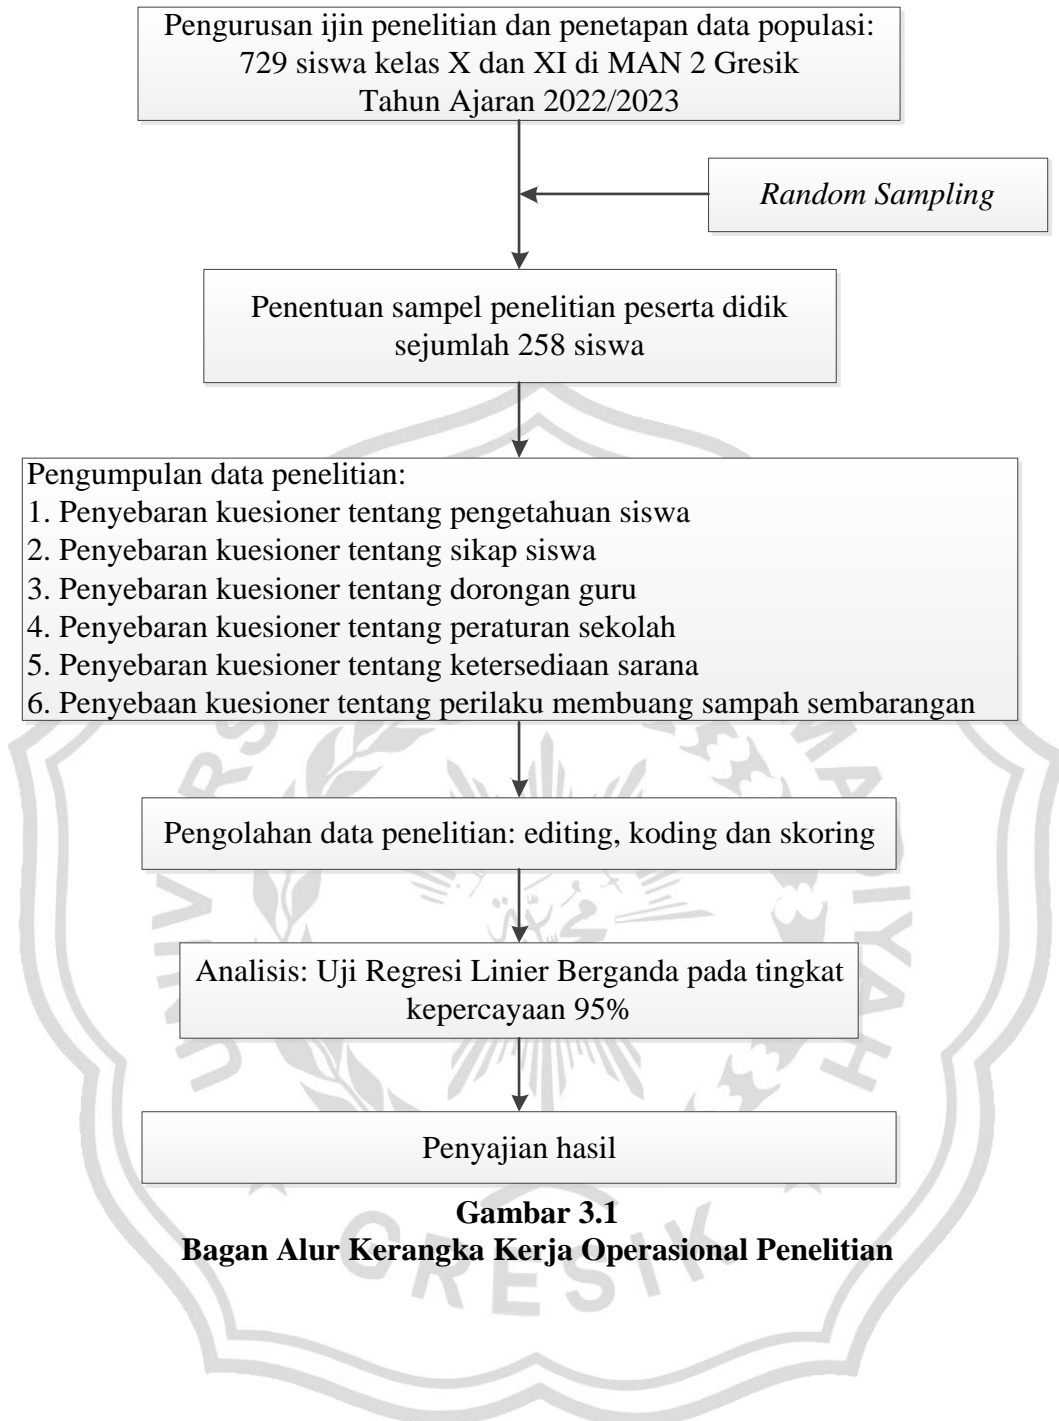 Pengurusan ijin penelitian dan penetapan data populasi:
729 siswa kelas X dan XI di MAN 2 Gresik
Tahun Ajaran 2022/2023
Random Sampling
Penentuan sampel penelitian peserta didik
sejumlah 258 siswa
Pengumpulan data penelitian:
1. Penyebaran kuesioner tentang pengetahuan siswa
2. Penyebaran kuesioner tentang sikap siswa
3. Penyebaran kuesioner tentang dorongan guru
4. Penyebaran kuesioner tentang peraturan sekolah
5. Penyebaran kuesioner tentang ketersediaan sarana
6. Penyebaan kuesioner tentang perilaku membuang sampah sembarangan
Pengolahan data penelitian: editing, koding dan skoring
Analisis: Uji Regresi Linier Berganda pada tingkat
kepercayaan 95%
Penyajian hasil
Gambar 3.1
Bagan Alur Kerangka Kerja Operasional Penelitian
GRESIK